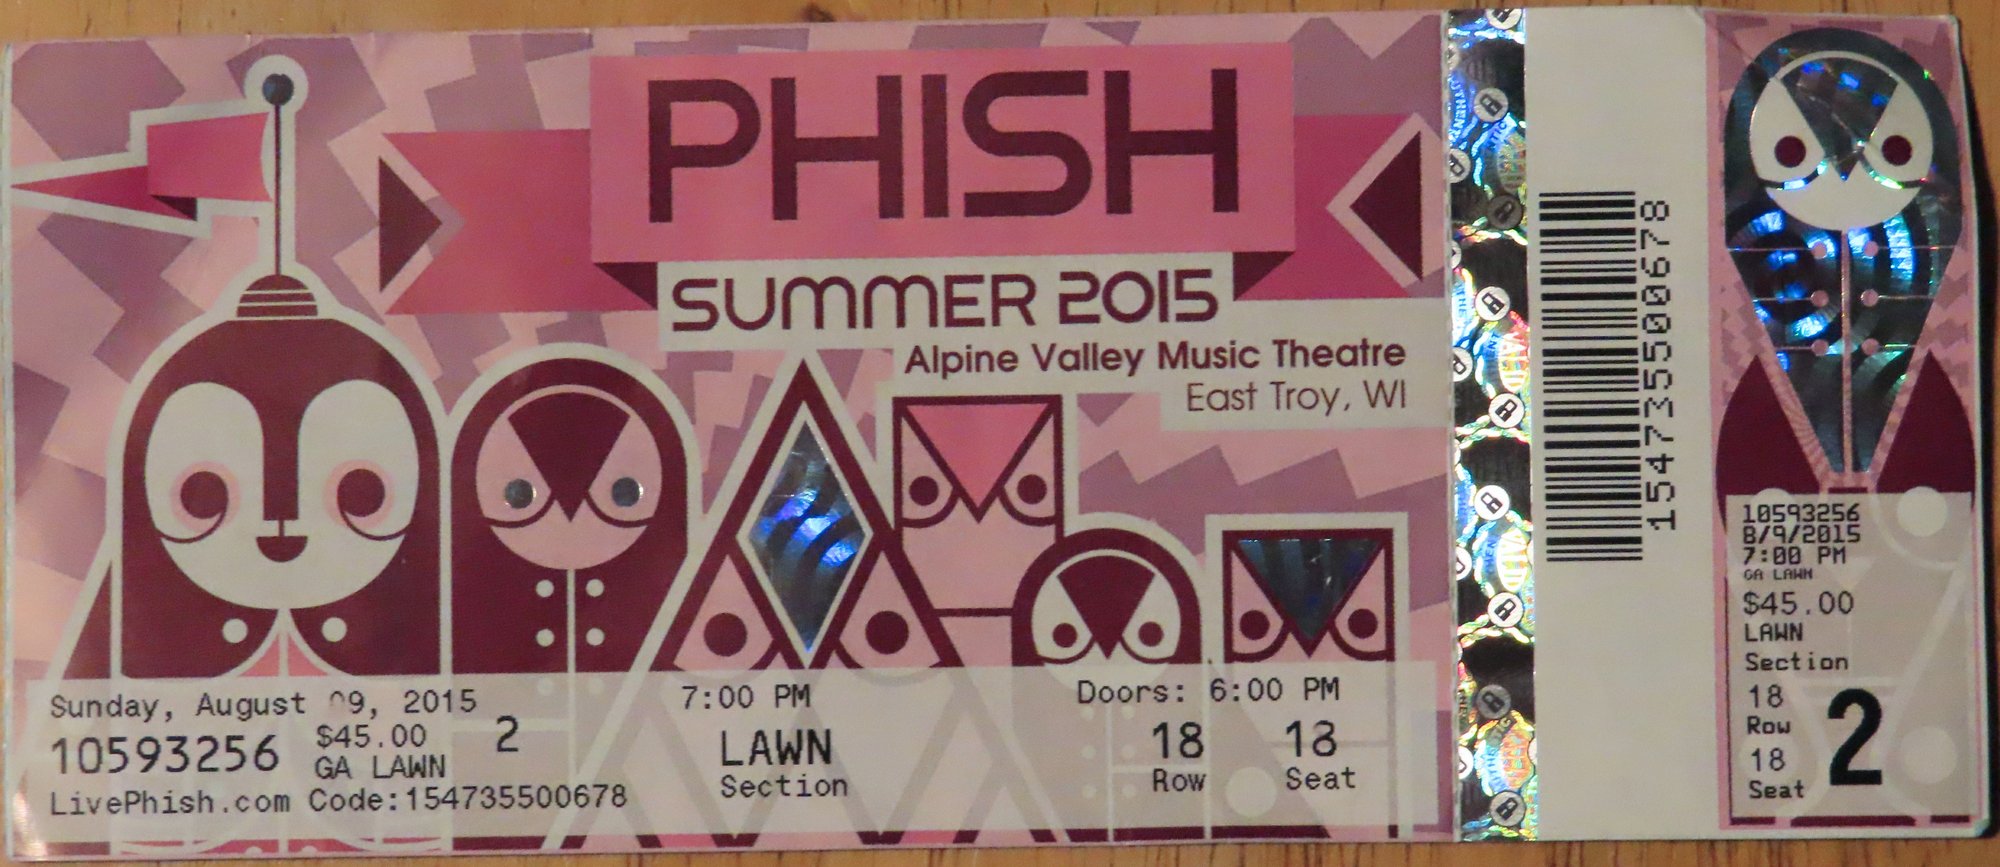 PHISH
SUMMER 2015
Alpine Valley Music Theatre
East Troy, WI
Sunday, August 09, 2015
7:00 PM
Doors: 6:00 PM
10593256
$45.00
GA LAWN
2
LAWN
Section
18
Row
18
Seat
LivePhish.com Code:154735500678
154735500678
10593256
8/9/2015
7:00 PM
GA LAWN
$45.00
LAWN
Section
18
Row
18
Seat
2